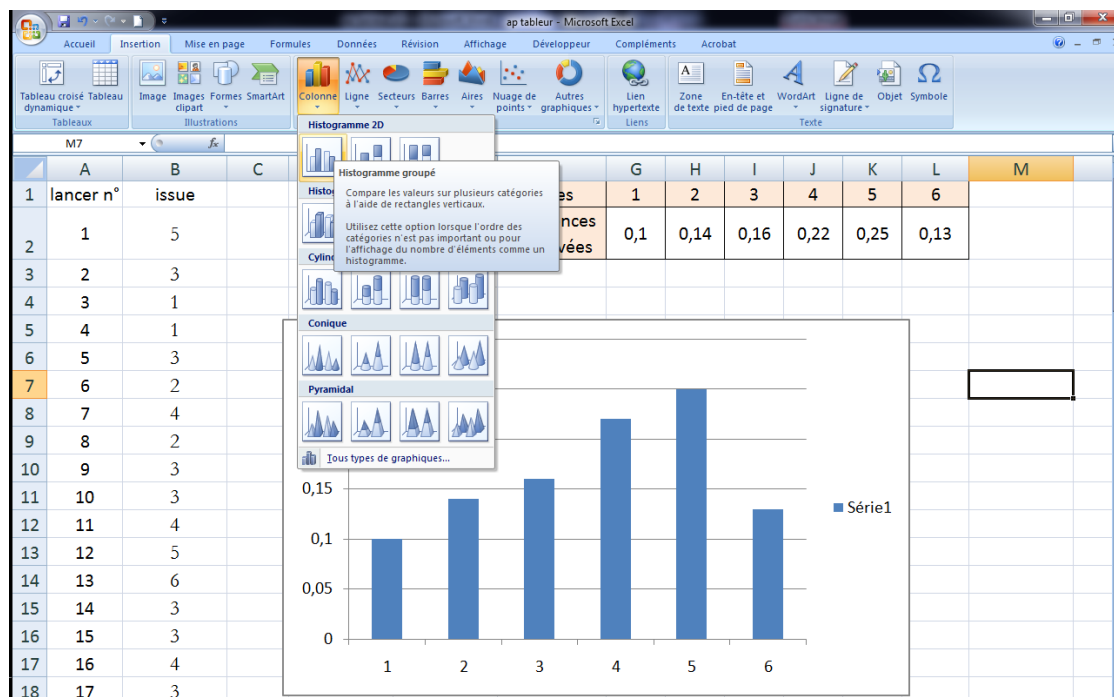 ap tableur - Microsoft Excel
Accueil Insertion Mise en page Formules Données Révision Affichage Développeur Compléments Acrobat
Tableau croisé dynamique
Tableau
Image
Images clipart
Formes
SmartArt
Colonne
Ligne
Secteurs
Barres
Aires
Nuage de points
Autres graphiques
Lien hypertexte
Zone de texte
En-tête et pied de page
WordArt
Ligne de signature
Objet
Symbole
Tableaux
Illustrations
Liens
Texte
M7
fx
Histogramme 2D
Histogramme groupé
Compare les valeurs sur plusieurs catégories
à l'aide de rectangles verticaux.
Utilisez cette option lorsque l'ordre des
catégories n'est pas important ou pour
l'affichage du nombre d'éléments comme un
histogramme.
Conique
Pyramidal
Tous types de graphiques...
A B C G H I J K L M
1 lancer n° issue es 1 2 3 4 5 6
nces
vées
2 1 5 0,1 0,14 0,16 0,22 0,25 0,13
3 2 3
4 3 1
5 4 1
6 5 3
7 6 2
8 7 4
9 8 2
10 9 3
11 10 3
12 11 4
13 12 5
14 13 6
15 14 3
16 15 3
17 16 4
18 17 3
0,15
0,1
0,05
0
1 2 3 4 5 6
Série1